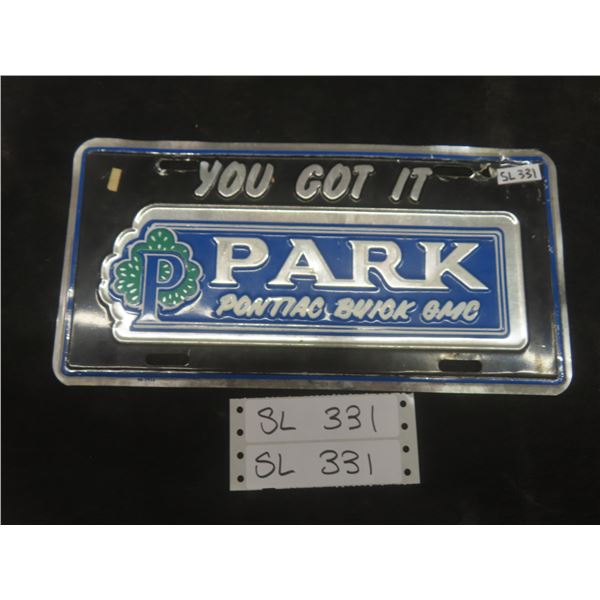 YOU GOT IT
SL 331
P PARK
PONTIAC BUICK GMC
SL 331
SL 331